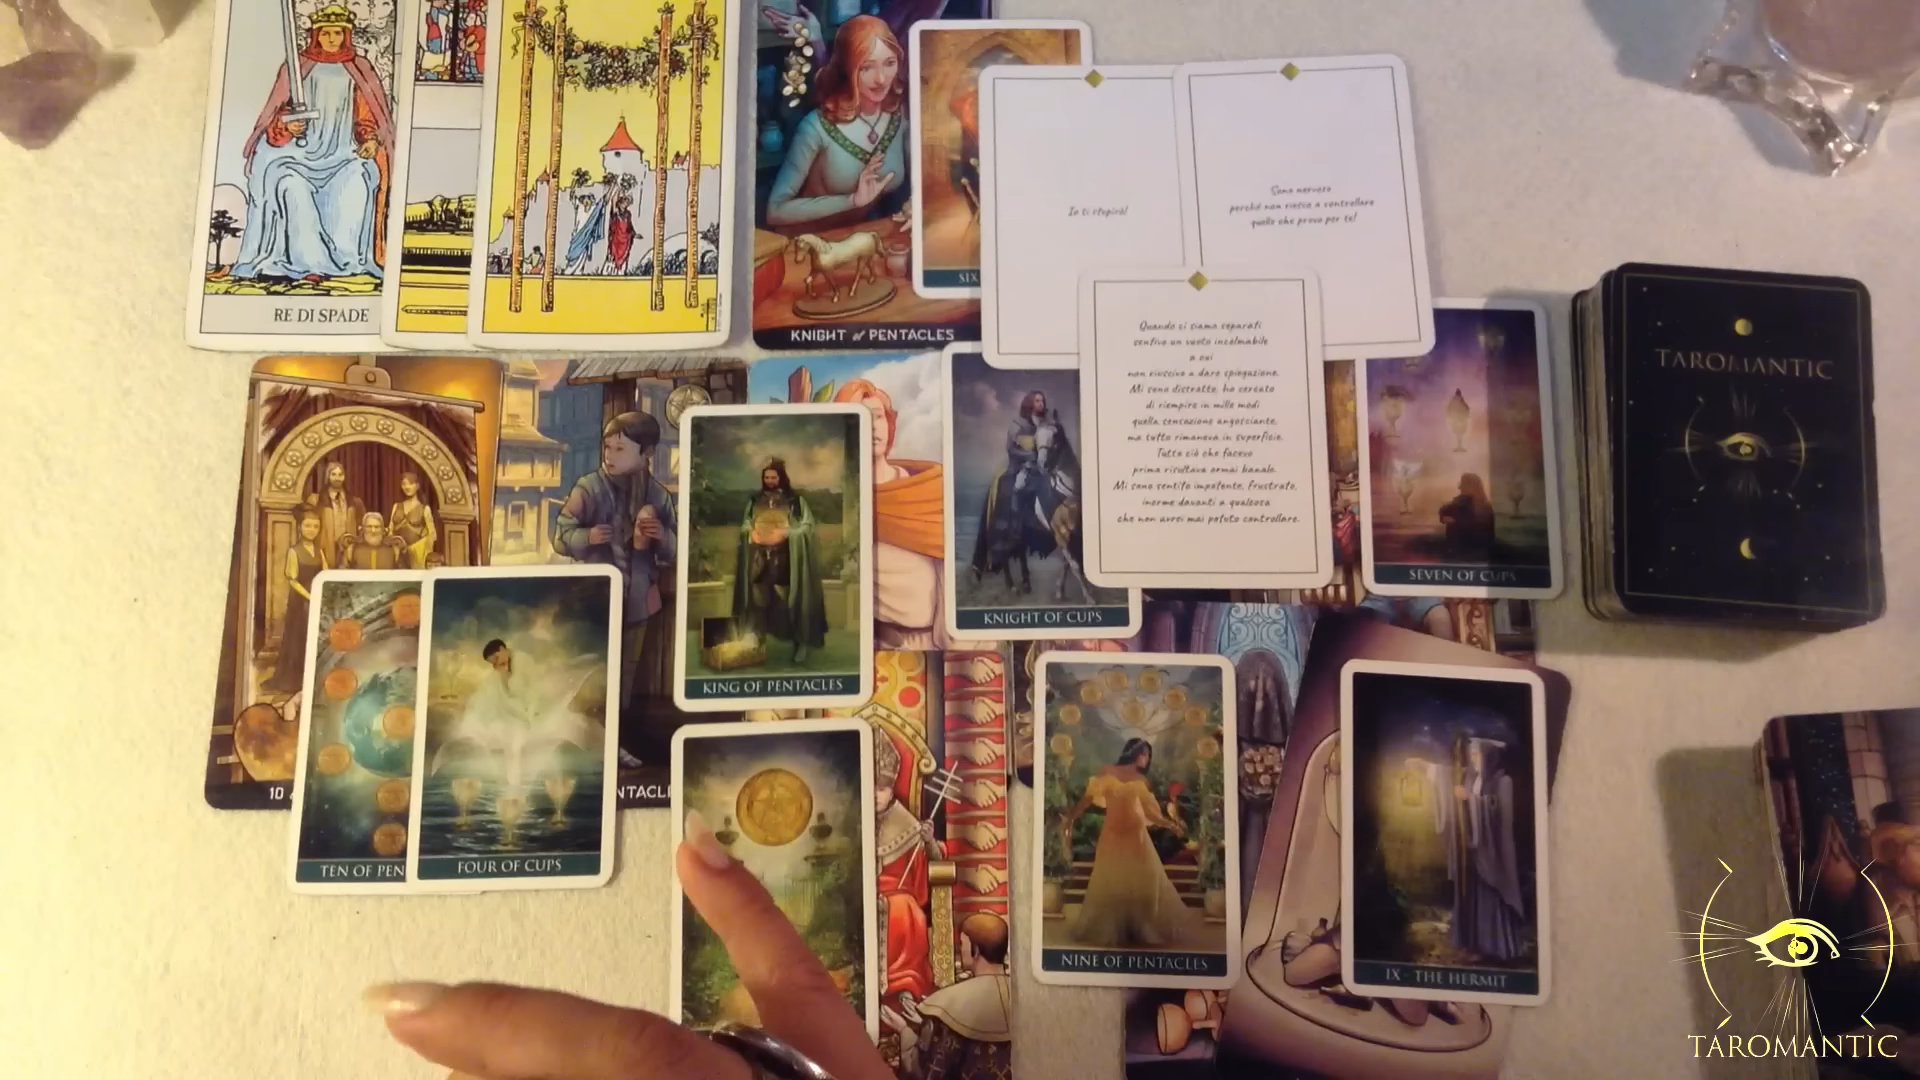 RE DI SPADE
KNIGHT of PENTACLES
SIX
Io ti stupirò!
Sono nervoso
perché non riesco a controllare
quello che provo per te!
Quando ci siamo separati
sentivo un vuoto incolmabile
a cui
non riuscivo a dare spiegazione.
Mi sono distratto, ho cercato
di riempire in mille modi
quella sensazione angosciante,
ma tutto rimaneva in superficie.
Tutto ciò che facevo
prima risultava ormai banale.
Mi sono sentito impotente, frustrato,
inerme davanti a qualcosa
che non avrei mai potuto controllare.
TAROMANTIC
SEVEN OF CUPS
KNIGHT OF CUPS
KING OF PENTACLES
10
NTACL
TEN OF PEN
FOUR OF CUPS
NINE OF PENTACLES
IX - THE HERMIT
TAROMANTIC